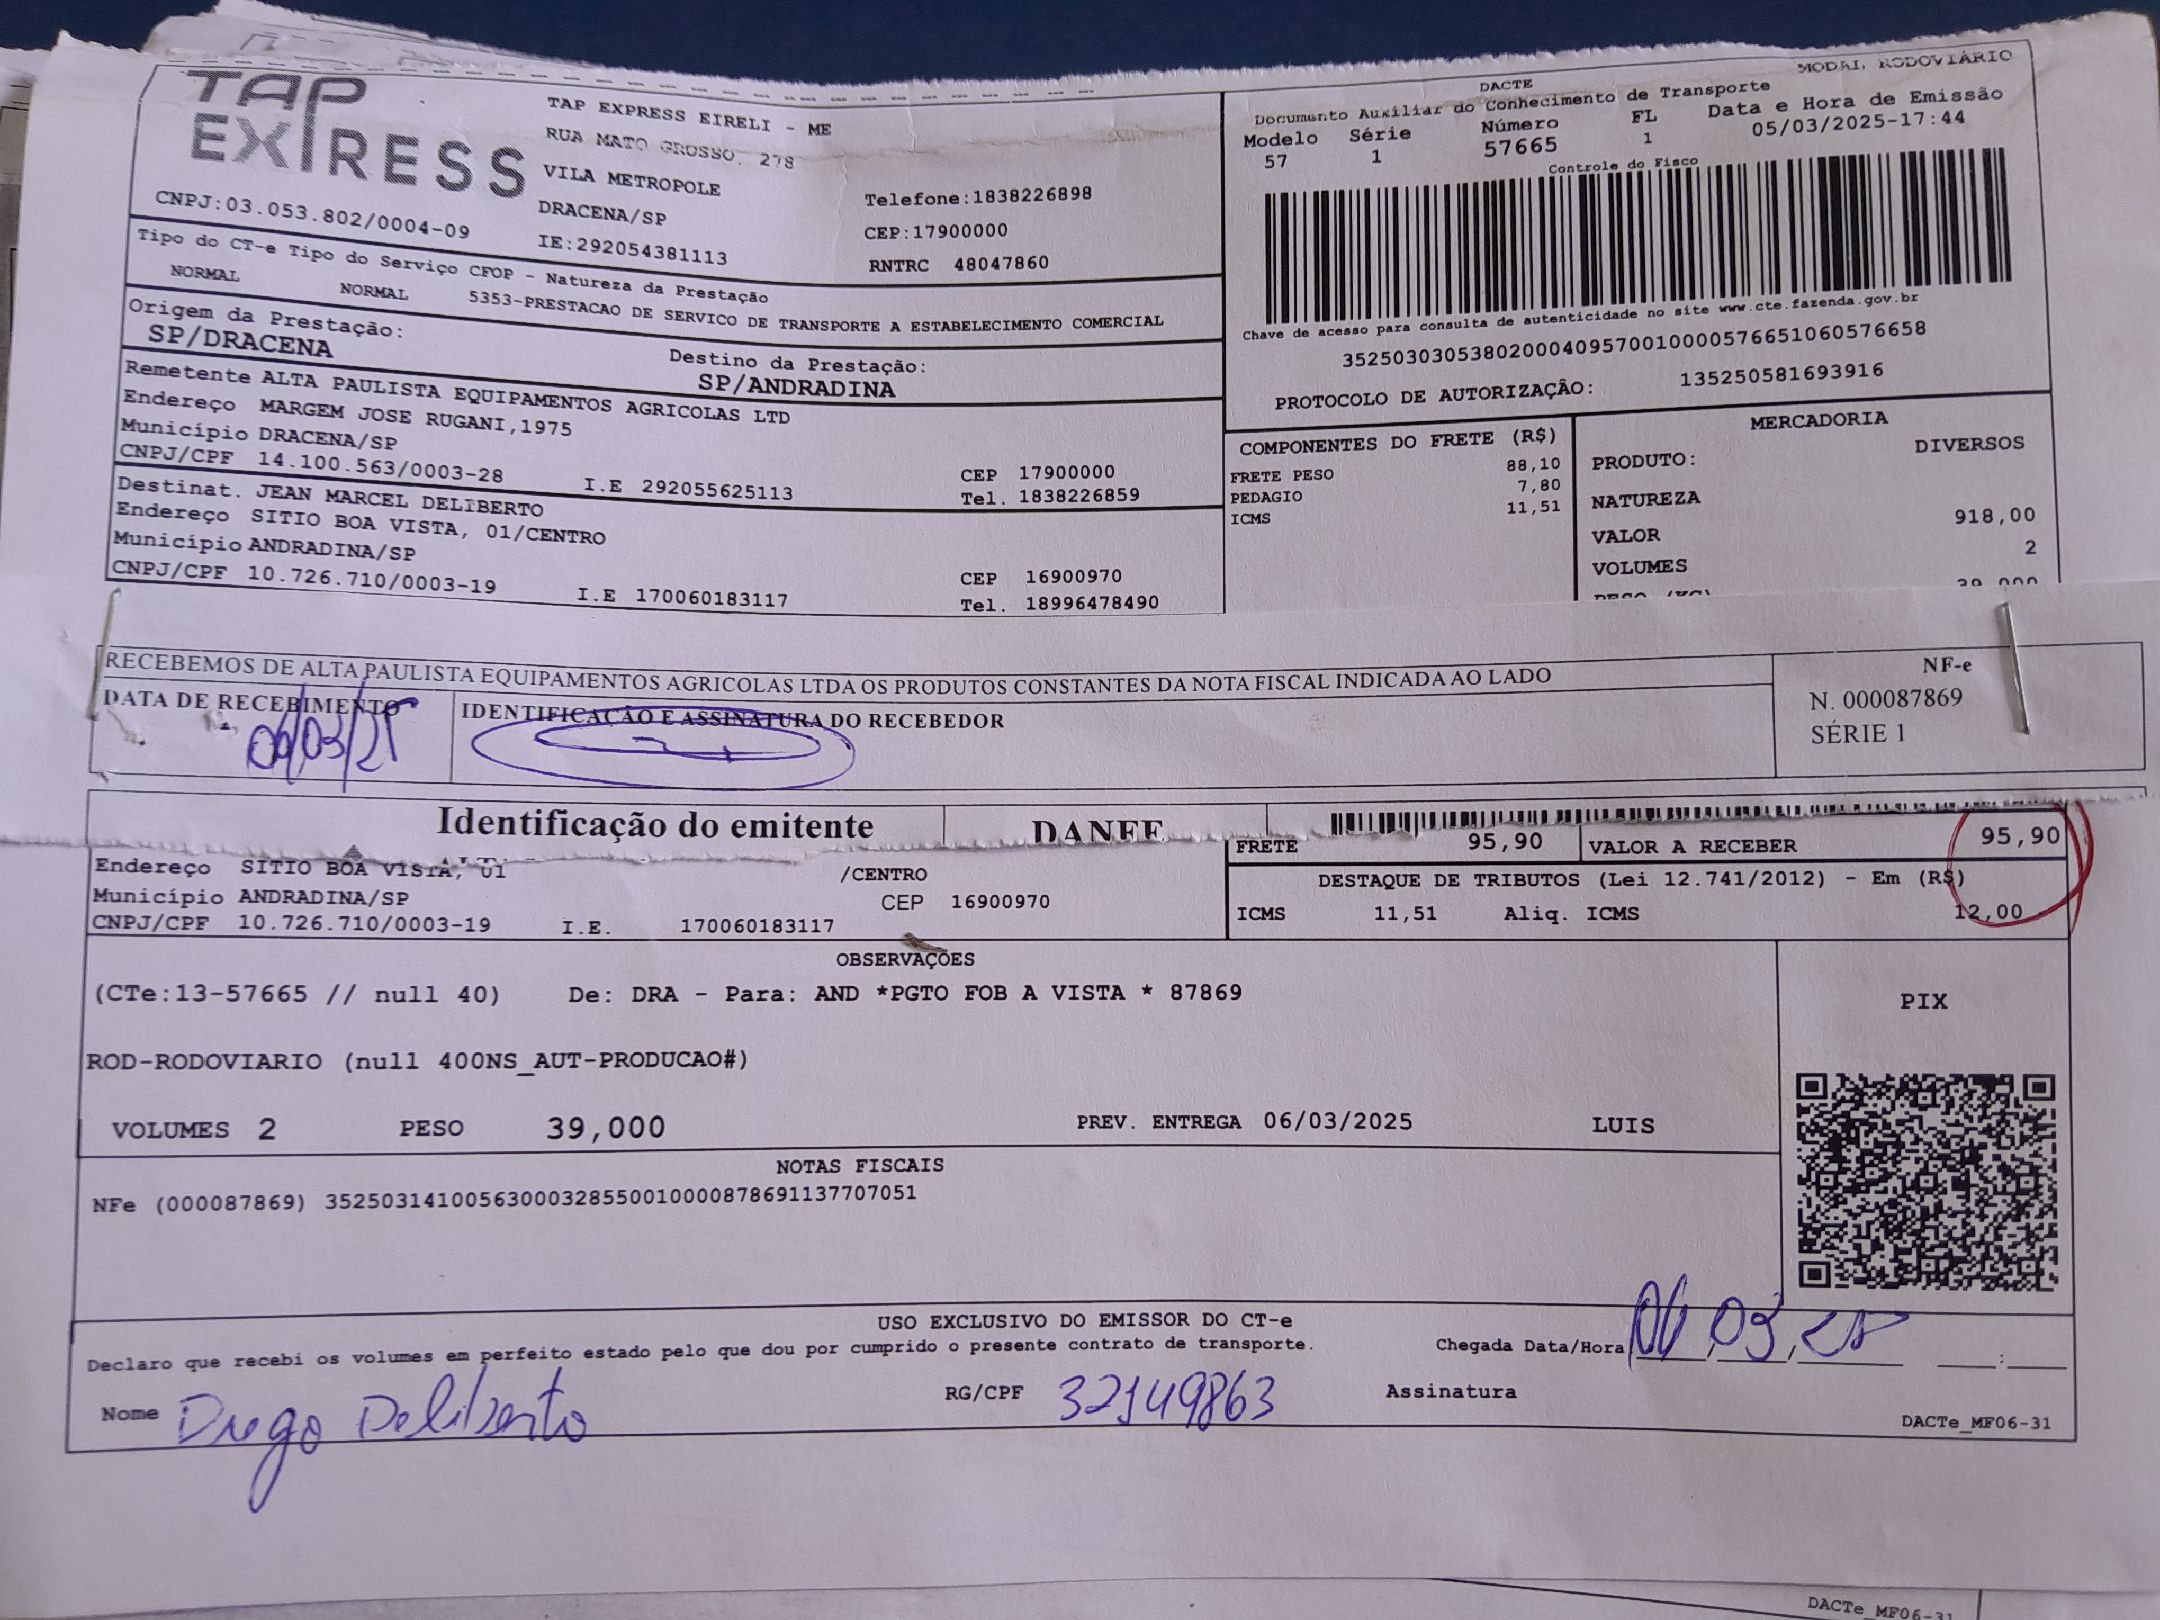 TAP EXPRESS
TAP EXPRESS EIRELI - ME
RUA MATO GROSSO, 278
VILA METROPOLE
DRACENA/SP
IE:292054381113
CNPJ:03.053.802/0004-09
Telefone:1838226898
CEP:17900000
RNTRC 48047860
Tipo do CT-e Tipo do Serviço CFOP - Natureza da Prestação
NORMAL NORMAL 5353-PRESTACAO DE SERVICO DE TRANSPORTE A ESTABELECIMENTO COMERCIAL
Origem da Prestação:
SP/DRACENA
Destino da Prestação:
SP/ANDRADINA
Remetente ALTA PAULISTA EQUIPAMENTOS AGRICOLAS LTD
Endereço MARGEM JOSE RUGANI,1975
Município DRACENA/SP
CEP 17900000
CNPJ/CPF 14.100.563/0003-28 I.E 292055625113 Tel. 1838226859
Destinat. JEAN MARCEL DELIBERTO
Endereço SITIO BOA VISTA, 01/CENTRO
Município ANDRADINA/SP
CEP 16900970
CNPJ/CPF 10.726.710/0003-19 I.E 170060183117 Tel. 18996478490
MODAL RODOVIÁRIO
DACTE
Documento Auxiliar do Conhecimento de Transporte
Modelo Série Número FL Data e Hora de Emissão
57 1 57665 1 05/03/2025-17:44
Controle do Fisco
Chave de acesso para consulta de autenticidade no site www.cte.fazenda.gov.br
35250303053802000409570010000576651060576658
PROTOCOLO DE AUTORIZAÇÃO: 135250581693916
COMPONENTES DO FRETE (R$)
FRETE PESO 88,10
PEDAGIO 7,80
ICMS 11,51
MERCADORIA
PRODUTO: DIVERSOS
NATUREZA
VALOR 918,00
VOLUMES 2
PESO (KG) 39,000
RECEBEMOS DE ALTA PAULISTA EQUIPAMENTOS AGRICOLAS LTDA OS PRODUTOS CONSTANTES DA NOTA FISCAL INDICADA AO LADO
DATA DE RECEBIMENTO
06/03/25
IDENTIFICAÇÃO E ASSINATURA DO RECEBEDOR
NF-e
N. 000087869
SÉRIE 1
Identificação do emitente
DANFE
FRETE 95,90 VALOR A RECEBER 95,90
DESTAQUE DE TRIBUTOS (Lei 12.741/2012) - Em (R$)
ICMS 11,51 Aliq. ICMS 12,00
Endereço SITIO BOA VISTA, 01 /CENTRO
Município ANDRADINA/SP CEP 16900970
CNPJ/CPF 10.726.710/0003-19 I.E. 170060183117
OBSERVAÇÕES
(CTe:13-57665 // null 40) De: DRA - Para: AND *PGTO FOB A VISTA * 87869
ROD-RODOVIARIO (null 400NS_AUT-PRODUCAO#)
VOLUMES 2 PESO 39,000 PREV. ENTREGA 06/03/2025 LUIS
PIX
NOTAS FISCAIS
NFe (000087869) 35250314100563000328550010000878691137707051
USO EXCLUSIVO DO EMISSOR DO CT-e
Declaro que recebi os volumes em perfeito estado pelo que dou por cumprido o presente contrato de transporte.
Chegada Data/Hora 06 03 25 :
Nome Diego Deliberto RG/CPF 32149863 Assinatura
DACTe_MF06-31
DACTe_MF06-31